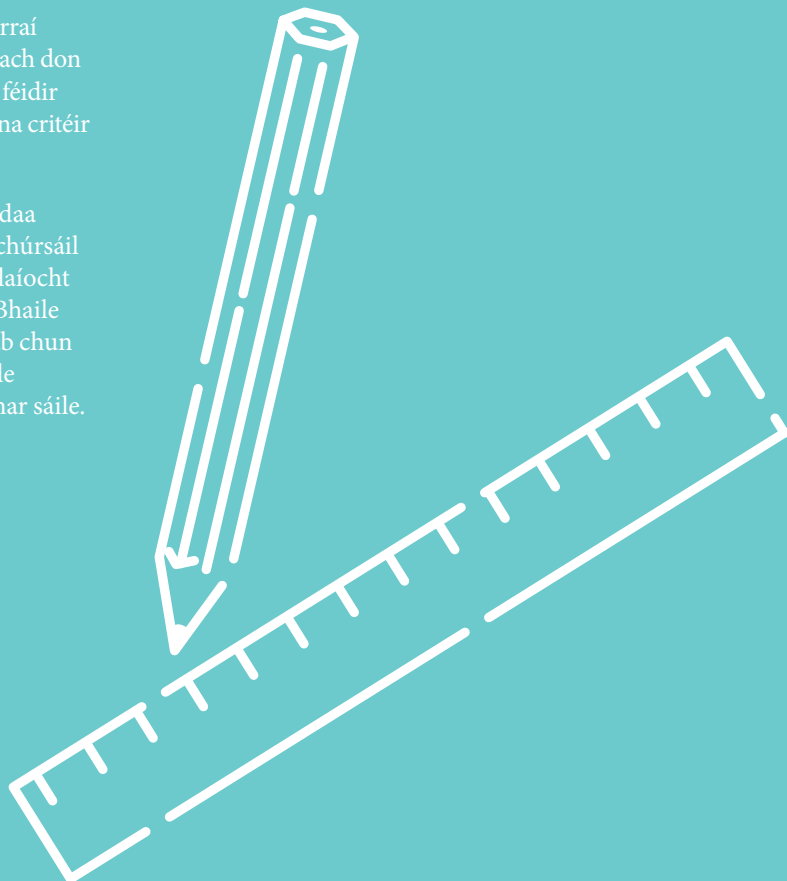 rraí
ach don
féidir
na critéir
daa
chúrsáil
laíocht
Bhaile
b chun
le
nar sáile.